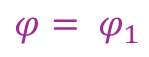 φ = φ₁